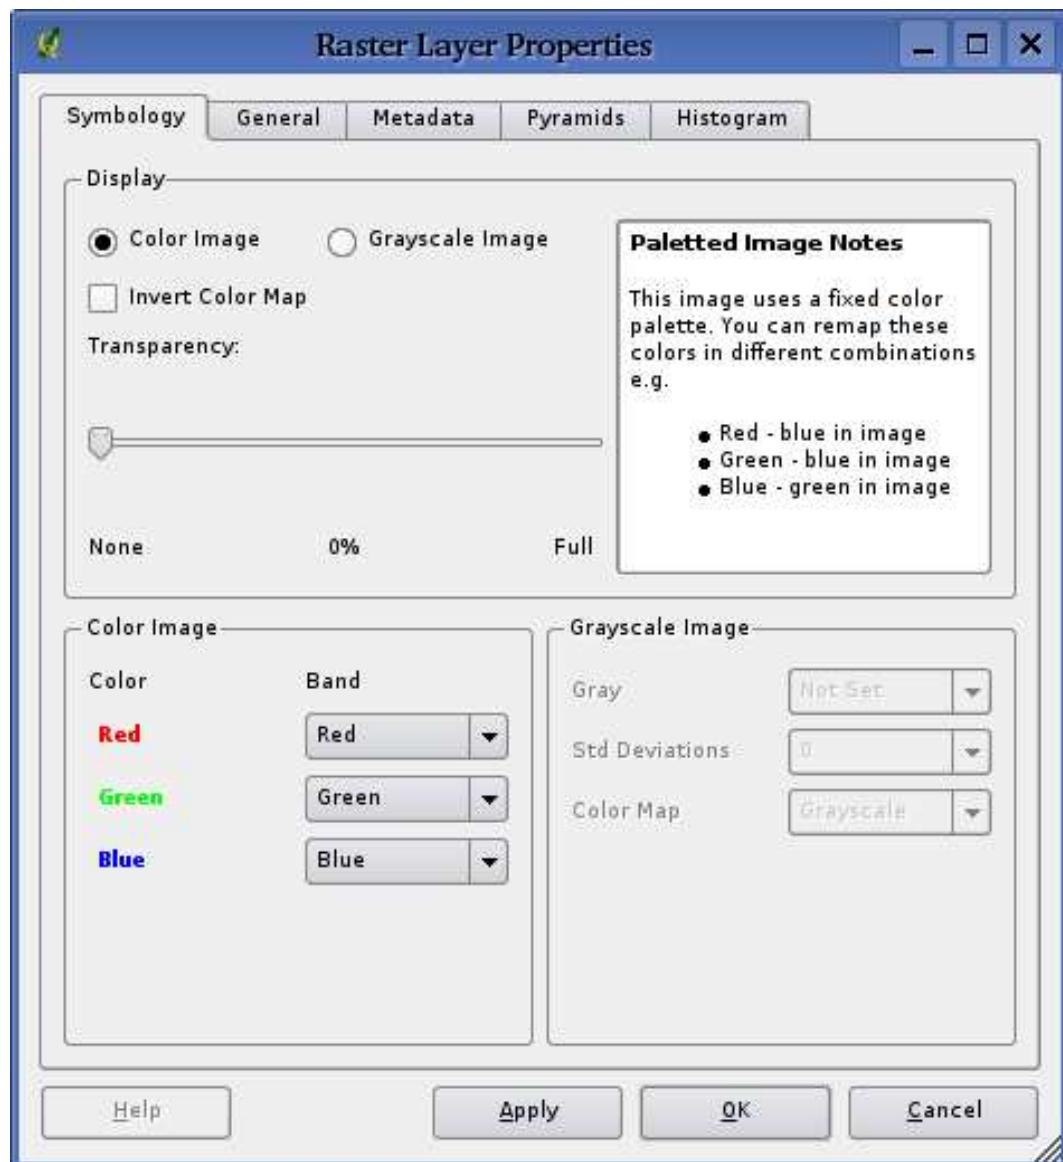 Raster Layer Properties
Symbology General Metadata Pyramids Histogram
Display
Color Image Grayscale Image
Invert Color Map
Transparency:
None 0% Full
Paletted Image Notes
This image uses a fixed color
palette. You can remap these
colors in different combinations
e.g.
● Red - blue in image
● Green - blue in image
● Blue - green in image
Color Image
Color Band
Red Red
Green Green
Blue Blue
Grayscale Image
Gray Not Set
Std Deviations 0
Color Map Grayscale
Help Apply OK Cancel